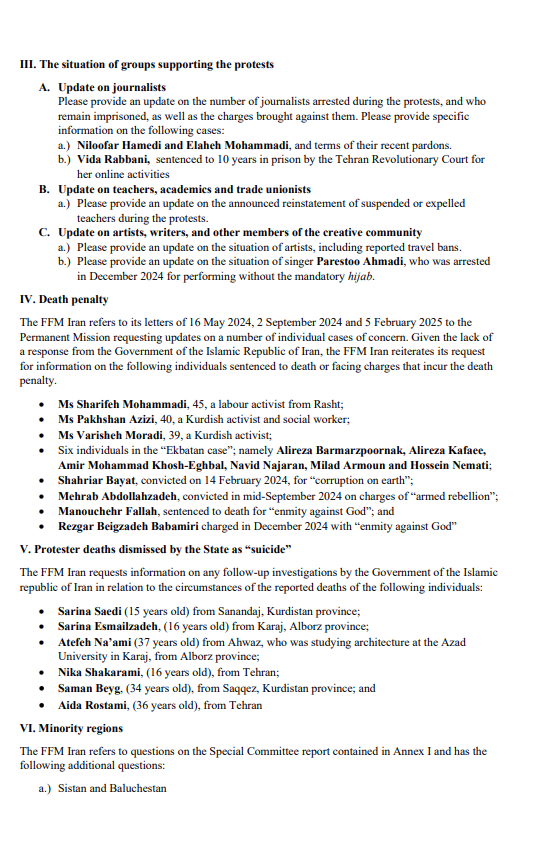 III. The situation of groups supporting the protests
A. Update on journalists
Please provide an update on the number of journalists arrested during the protests, and who
remain imprisoned, as well as the charges brought against them. Please provide specific
information on the following cases:
a.) Niloofar Hamedi and Elaheh Mohammadi, and terms of their recent pardons.
b.) Vida Rabbani, sentenced to 10 years in prison by the Tehran Revolutionary Court for
her online activities
B. Update on teachers, academics and trade unionists
a.) Please provide an update on the announced reinstatement of suspended or expelled
teachers during the protests.
C. Update on artists, writers, and other members of the creative community
a.) Please provide an update on the situation of artists, including reported travel bans.
b.) Please provide an update on the situation of singer Parestoo Ahmadi, who was arrested
in December 2024 for performing without the mandatory hijab.
IV. Death penalty
The FFM Iran refers to its letters of 16 May 2024, 2 September 2024 and 5 February 2025 to the
Permanent Mission requesting updates on a number of individual cases of concern. Given the lack of
a response from the Government of the Islamic Republic of Iran, the FFM Iran reiterates its request
for information on the following individuals sentenced to death or facing charges that incur the death
penalty.
• Ms Sharifeh Mohammadi, 45, a labour activist from Rasht;
• Ms Pakhshan Azizi, 40, a Kurdish activist and social worker;
• Ms Varisheh Moradi, 39, a Kurdish activist;
• Six individuals in the “Ekbatan case”; namely Alireza Barmarzpoornak, Alireza Kafaee,
Amir Mohammad Khosh-Eghbal, Navid Najaran, Milad Armoun and Hossein Nemati;
• Shahriar Bayat, convicted on 14 February 2024, for “corruption on earth”;
• Mehrab Abdollahzadeh, convicted in mid-September 2024 on charges of “armed rebellion”;
• Manouchehr Fallah, sentenced to death for “enmity against God”; and
• Rezgar Beigzadeh Babamiri charged in December 2024 with “enmity against God”
V. Protester deaths dismissed by the State as “suicide”
The FFM Iran requests information on any follow-up investigations by the Government of the Islamic
republic of Iran in relation to the circumstances of the reported deaths of the following individuals:
• Sarina Saedi (15 years old) from Sanandaj, Kurdistan province;
• Sarina Esmailzadeh, (16 years old) from Karaj, Alborz province;
• Atefeh Na’ami (37 years old) from Ahwaz, who was studying architecture at the Azad
University in Karaj, from Alborz province;
• Nika Shakarami, (16 years old), from Tehran;
• Saman Beyg, (34 years old), from Saqqez, Kurdistan province; and
• Aida Rostami, (36 years old), from Tehran
VI. Minority regions
The FFM Iran refers to questions on the Special Committee report contained in Annex I and has the
following additional questions:
a.) Sistan and Baluchestan